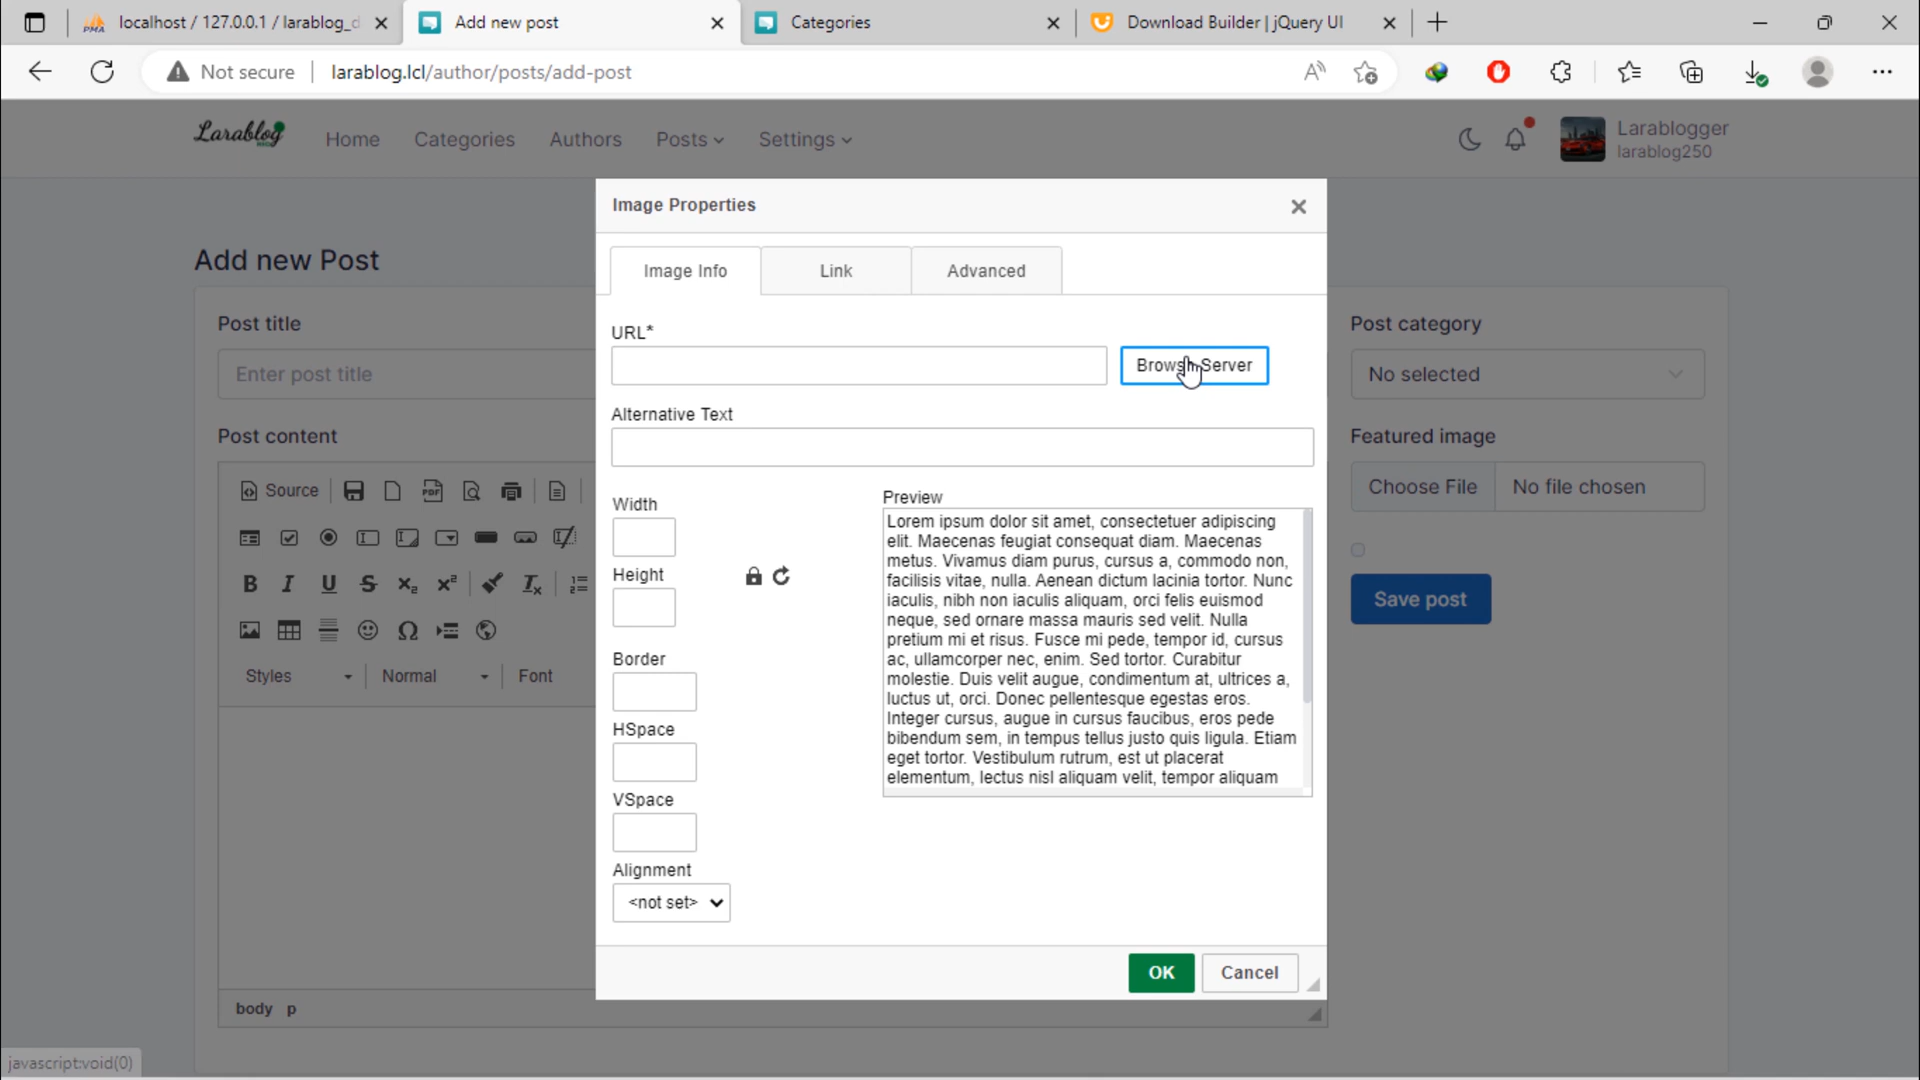 localhost / 127.0.0.1 / larablog_d
Add new post
Categories
Download Builder | jQuery UI
Not secure
larablog.lcl/author/posts/add-post
Larablog
Home
Categories
Authors
Posts
Settings
Larablogger
larablog250
Image Properties
Image Info
Link
Advanced
Add new Post
Post title
Enter post title
URL*
Browse Server
Post category
No selected
Alternative Text
Post content
Featured image
Choose File
No file chosen
Source
Width
Height
Preview
Lorem ipsum dolor sit amet, consectetuer adipiscing
elit. Maecenas feugiat consequat diam. Maecenas
metus. Vivamus diam purus, cursus a, commodo non,
facilisis vitae, nulla. Aenean dictum lacinia tortor. Nunc
iaculis, nibh non iaculis aliquam, orci felis euismod
neque, sed ornare massa mauris sed velit. Nulla
pretium mi et risus. Fusce mi pede, tempor id, cursus
ac, ullamcorper nec, enim. Sed tortor. Curabitur
molestie. Duis velit augue, condimentum at, ultrices a,
luctus ut, orci. Donec pellentesque egestas eros.
Integer cursus, augue in cursus faucibus, eros pede
bibendum sem, in tempus tellus justo quis ligula. Etiam
eget tortor. Vestibulum rutrum, est ut placerat
elementum, lectus nisl aliquam velit, tempor aliquam
Save post
Border
Styles
Normal
Font
HSpace
VSpace
Alignment
<not set>
OK
Cancel
body p
javascript:void(0)